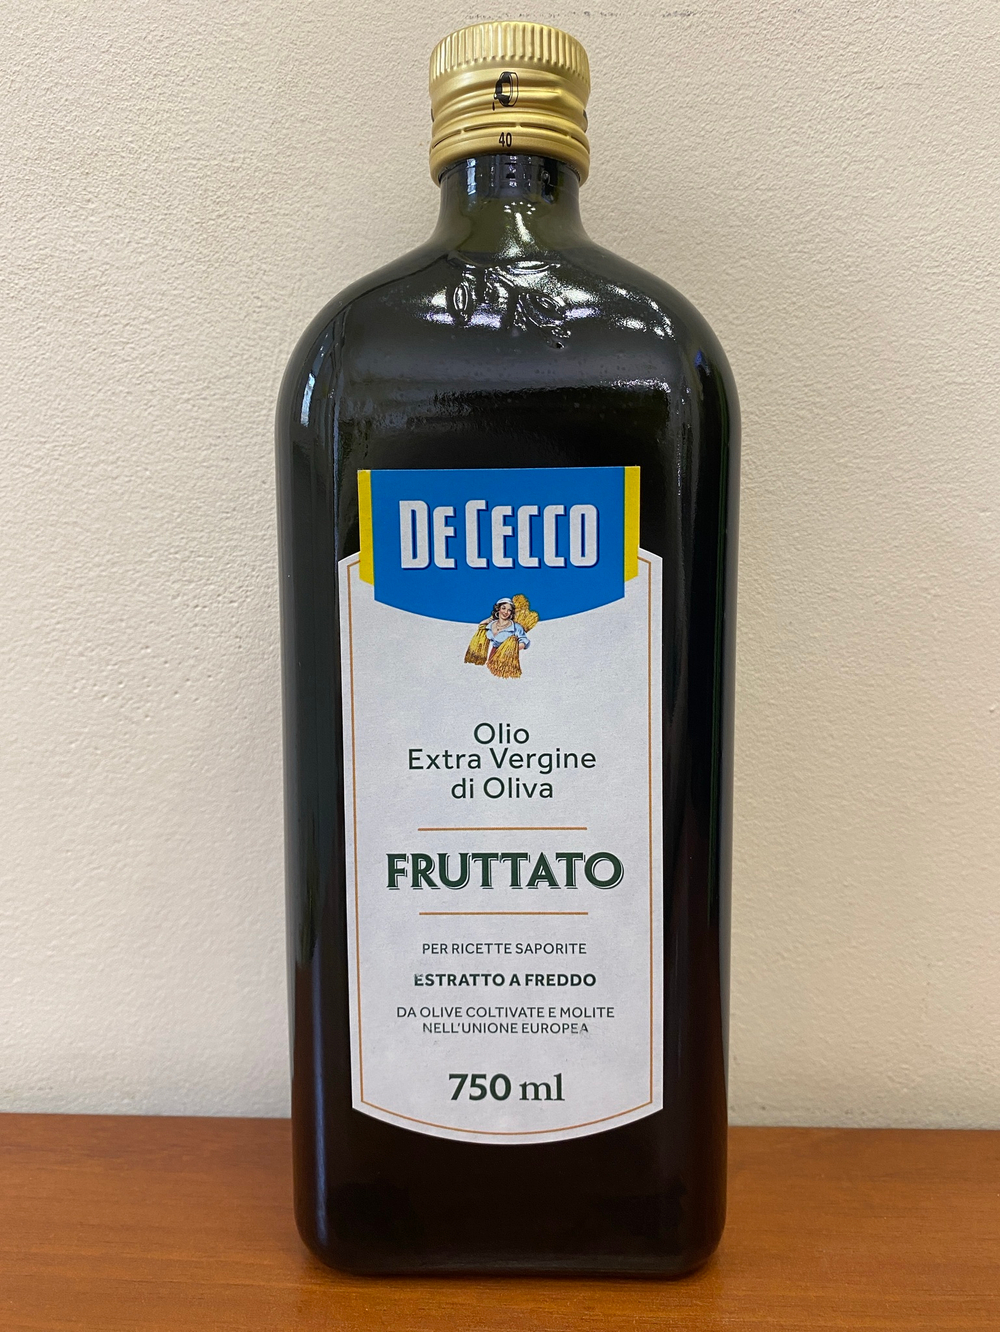 40
DE CECCO
Olio
Extra Vergine
di Oliva
FRUTTATO
PER RICETTE SAPORITE
ESTRATTO A FREDDO
DA OLIVE COLTIVATE E MOLITE
NELL'UNIONE EUROPEA
750 ml